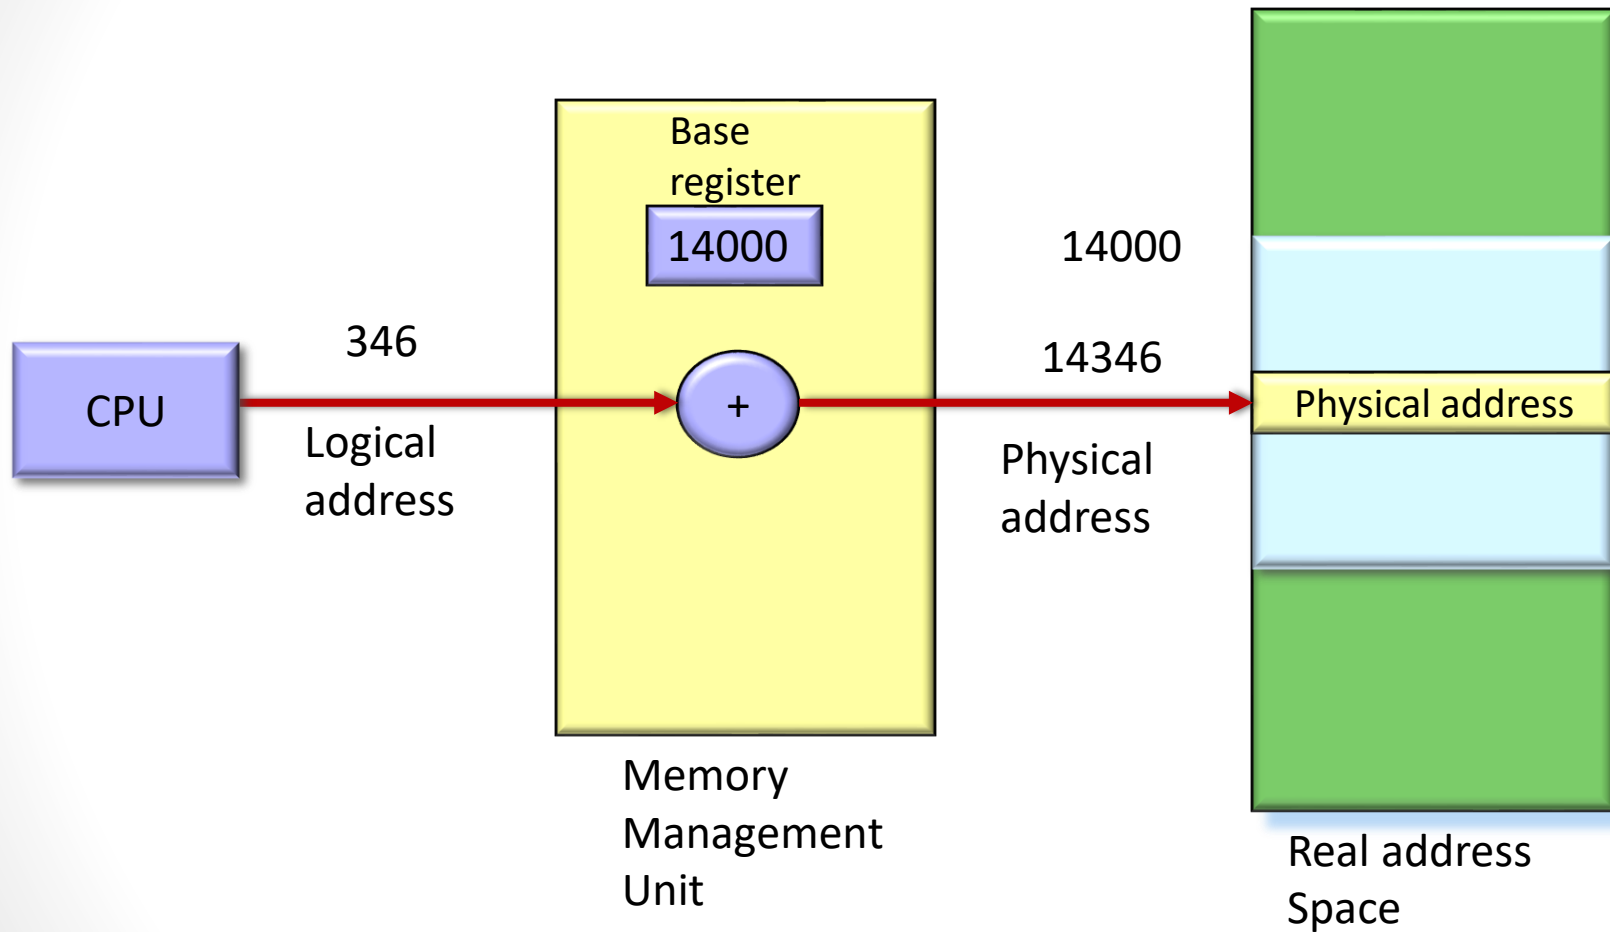 Base
register
14000
14000
346
14346
CPU
+
Physical address
Logical
address
Physical
address
Memory
Management
Unit
Real address
Space